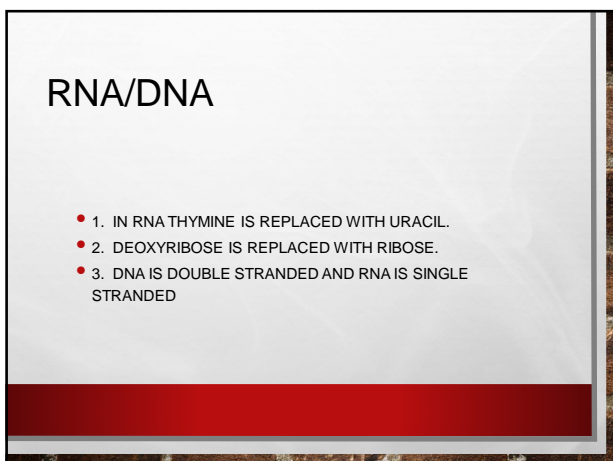 RNA/DNA
• 1. IN RNA THYMINE IS REPLACED WITH URACIL.
• 2. DEOXYRIBOSE IS REPLACED WITH RIBOSE.
• 3. DNA IS DOUBLE STRANDED AND RNA IS SINGLE
STRANDED